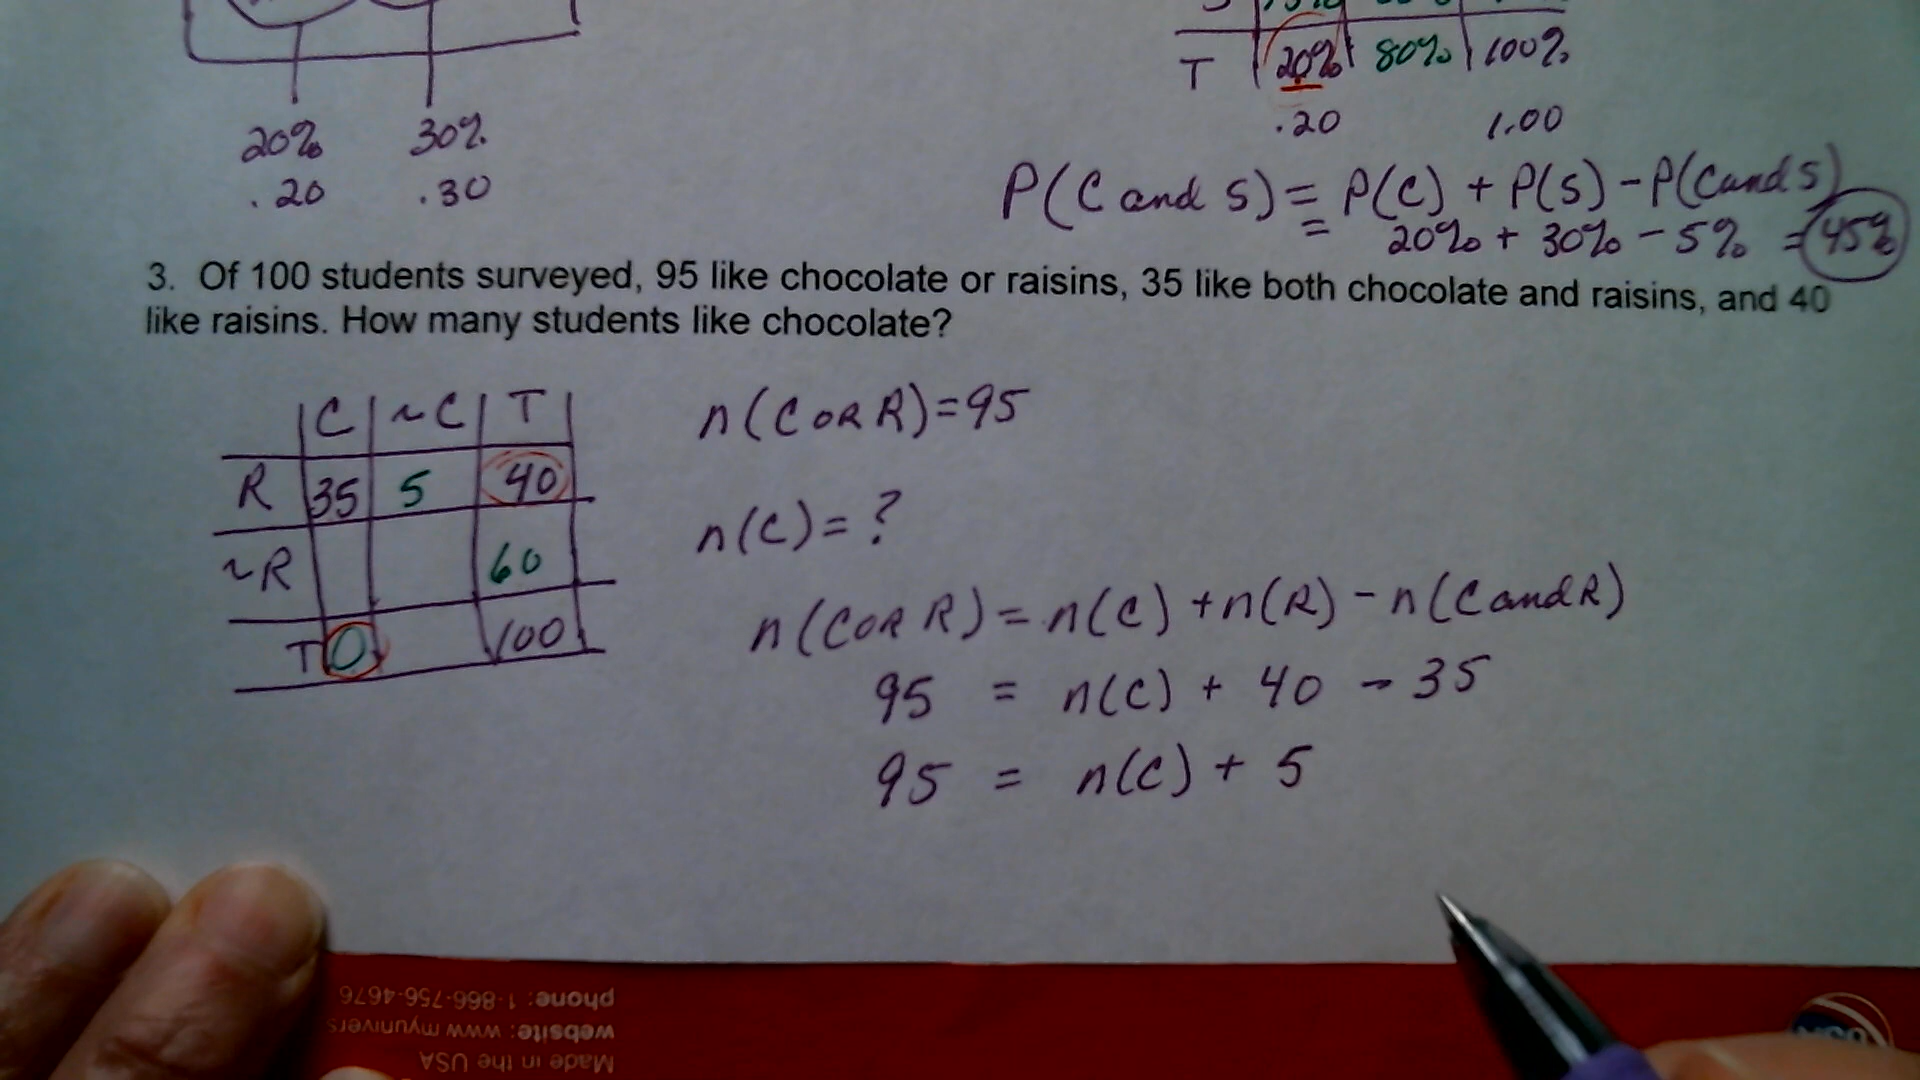 20% 30%
.20 .30
T 20% 80% 100%
.20 1.00
P(C and S) = P(C) + P(S) - P(C and S)
= 20% + 30% - 5% = 45%
3. Of 100 students surveyed, 95 like chocolate or raisins, 35 like both chocolate and raisins, and 40
like raisins. How many students like chocolate?
C ~C T
R 35 5 40
~R 60
T 0 100
n(C or R) = 95
n(C) = ?
n(C or R) = n(C) + n(R) - n(C and R)
95 = n(C) + 40 - 35
95 = n(C) + 5
phone: 1-866-756-4676
website: www.myunivers
Made in the USA